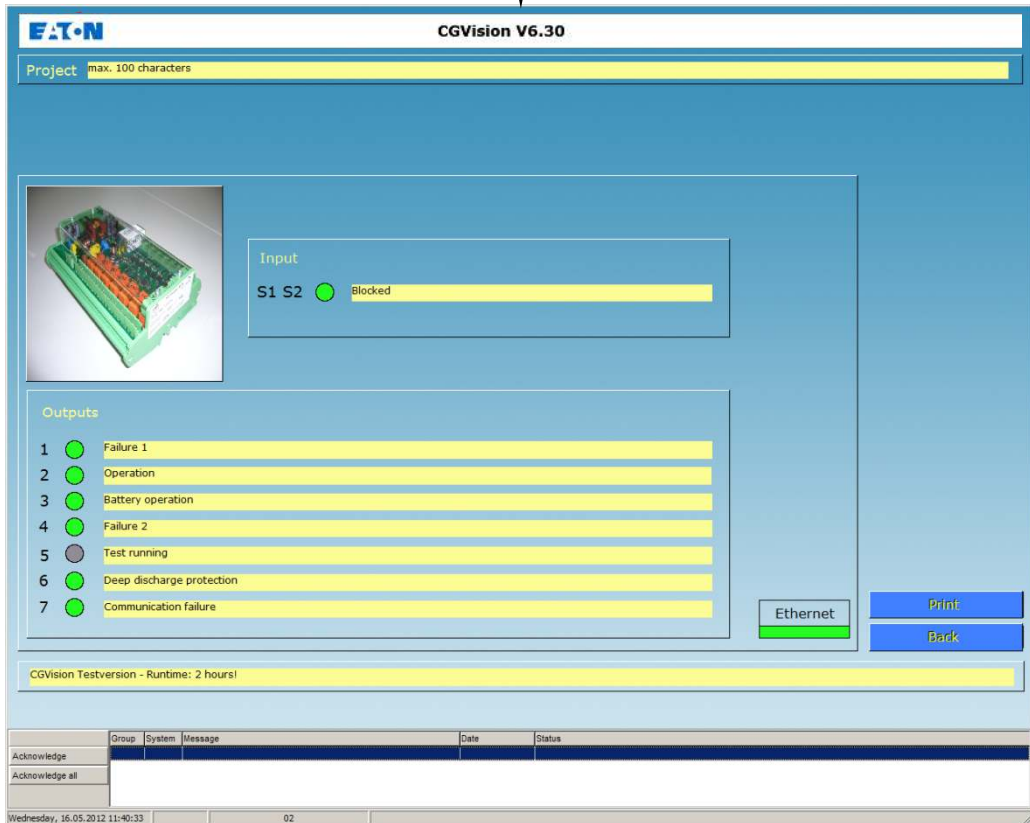 EATON
CGVision V6.30
Project max. 100 characters
Input
S1 S2 Blocked
Outputs
1 Failure 1
2 Operation
3 Battery operation
4 Failure 2
5 Test running
6 Deep discharge protection
7 Communication failure
Ethernet
Print
Back
CGVision Testversion - Runtime: 2 hours!
Group System Message Date Status
Acknowledge
Acknowledge all
Wednesday, 16.05.2012 11:40:33 02